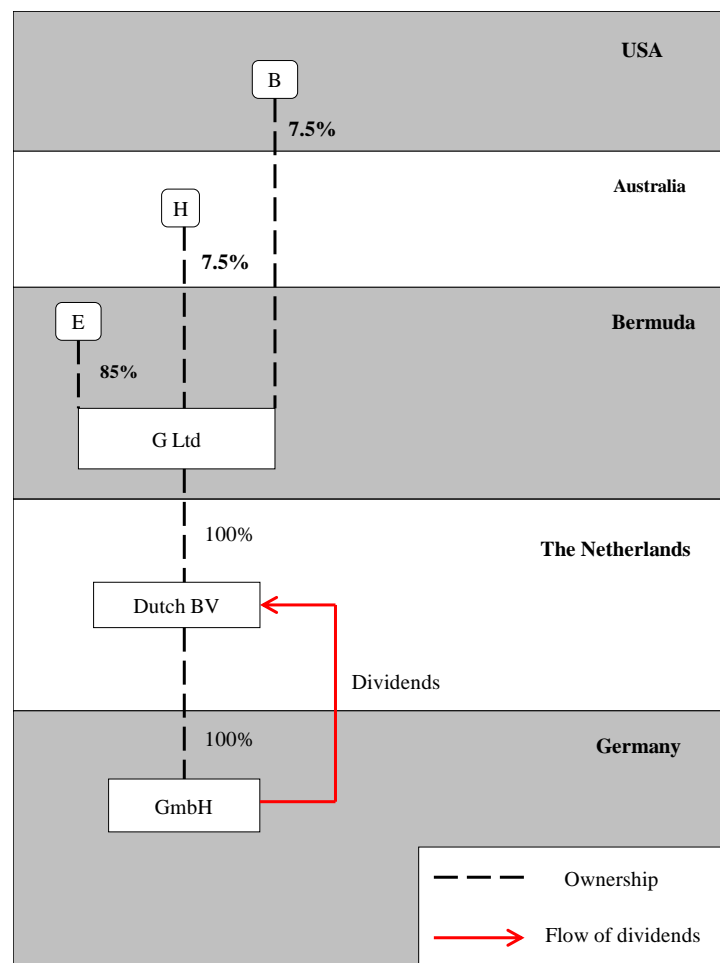 USA
B
7.5%
Australia
H
7.5%
Bermuda
E
85%
G Ltd
100%
The Netherlands
Dutch BV
Dividends
100%
Germany
GmbH
Ownership
Flow of dividends